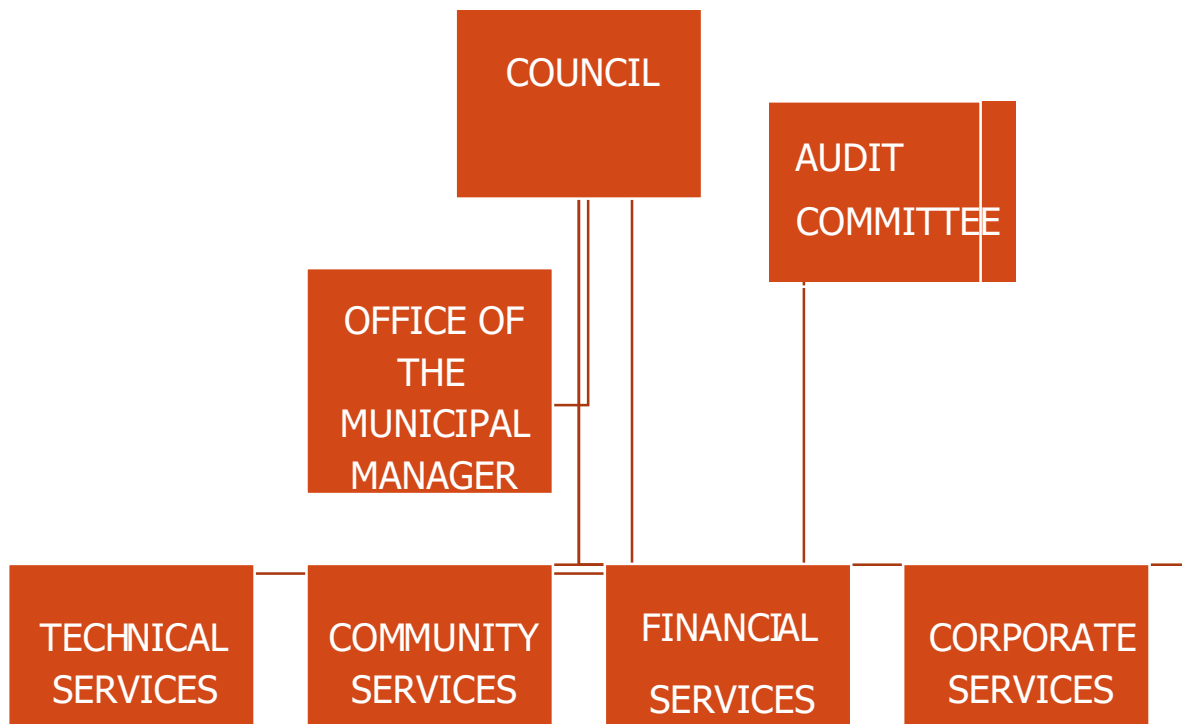 COUNCIL
AUDIT
COMMITTEE
OFFICE OF
THE
MUNICIPAL
MANAGER
TECHNICAL
SERVICES
COMMUNITY
SERVICES
FINANCIAL
SERVICES
CORPORATE
SERVICES